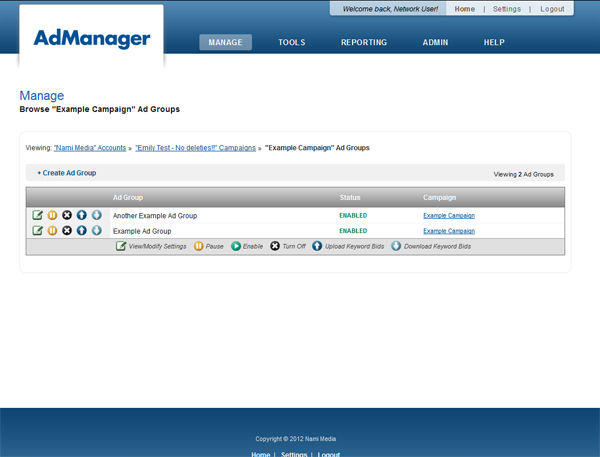 Welcome back, Network User! Home | Settings | Logout
AdManager
MANAGE TOOLS REPORTING ADMIN HELP
Manage
Browse "Example Campaign" Ad Groups
Viewing: "Nami Media" Accounts » "Emily Test - No deleties!!" Campaigns » "Example Campaign" Ad Groups
+ Create Ad Group Viewing 2 Ad Groups
Ad Group Status Campaign
Another Example Ad Group ENABLED Example Campaign
Example Ad Group ENABLED Example Campaign
View/Modify Settings Pause Enable Turn Off Upload Keyword Bids Download Keyword Bids
Copyright © 2012 Nami Media
Home | Settings | Logout